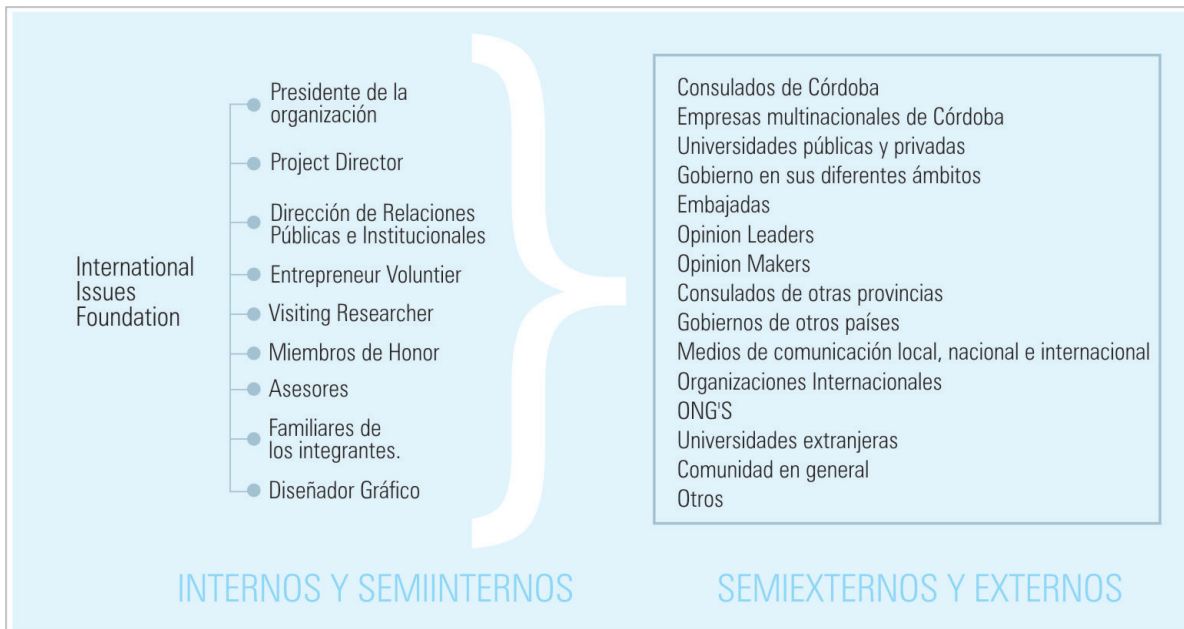 International
Issues
Foundation
Presidente de la
organización
Project Director
Dirección de Relaciones
Públicas e Institucionales
Entrepreneur Voluntier
Visiting Researcher
Miembros de Honor
Asesores
Familiares de
los integrantes.
Diseñador Gráfico
INTERNOS Y SEMIINTERNOS
Consulados de Córdoba
Empresas multinacionales de Córdoba
Universidades públicas y privadas
Gobierno en sus diferentes ámbitos
Embajadas
Opinion Leaders
Opinion Makers
Consulados de otras provincias
Gobiernos de otros países
Medios de comunicación local, nacional e internacional
Organizaciones Internacionales
ONG'S
Universidades extranjeras
Comunidad en general
Otros
SEMIEXTERNOS Y EXTERNOS